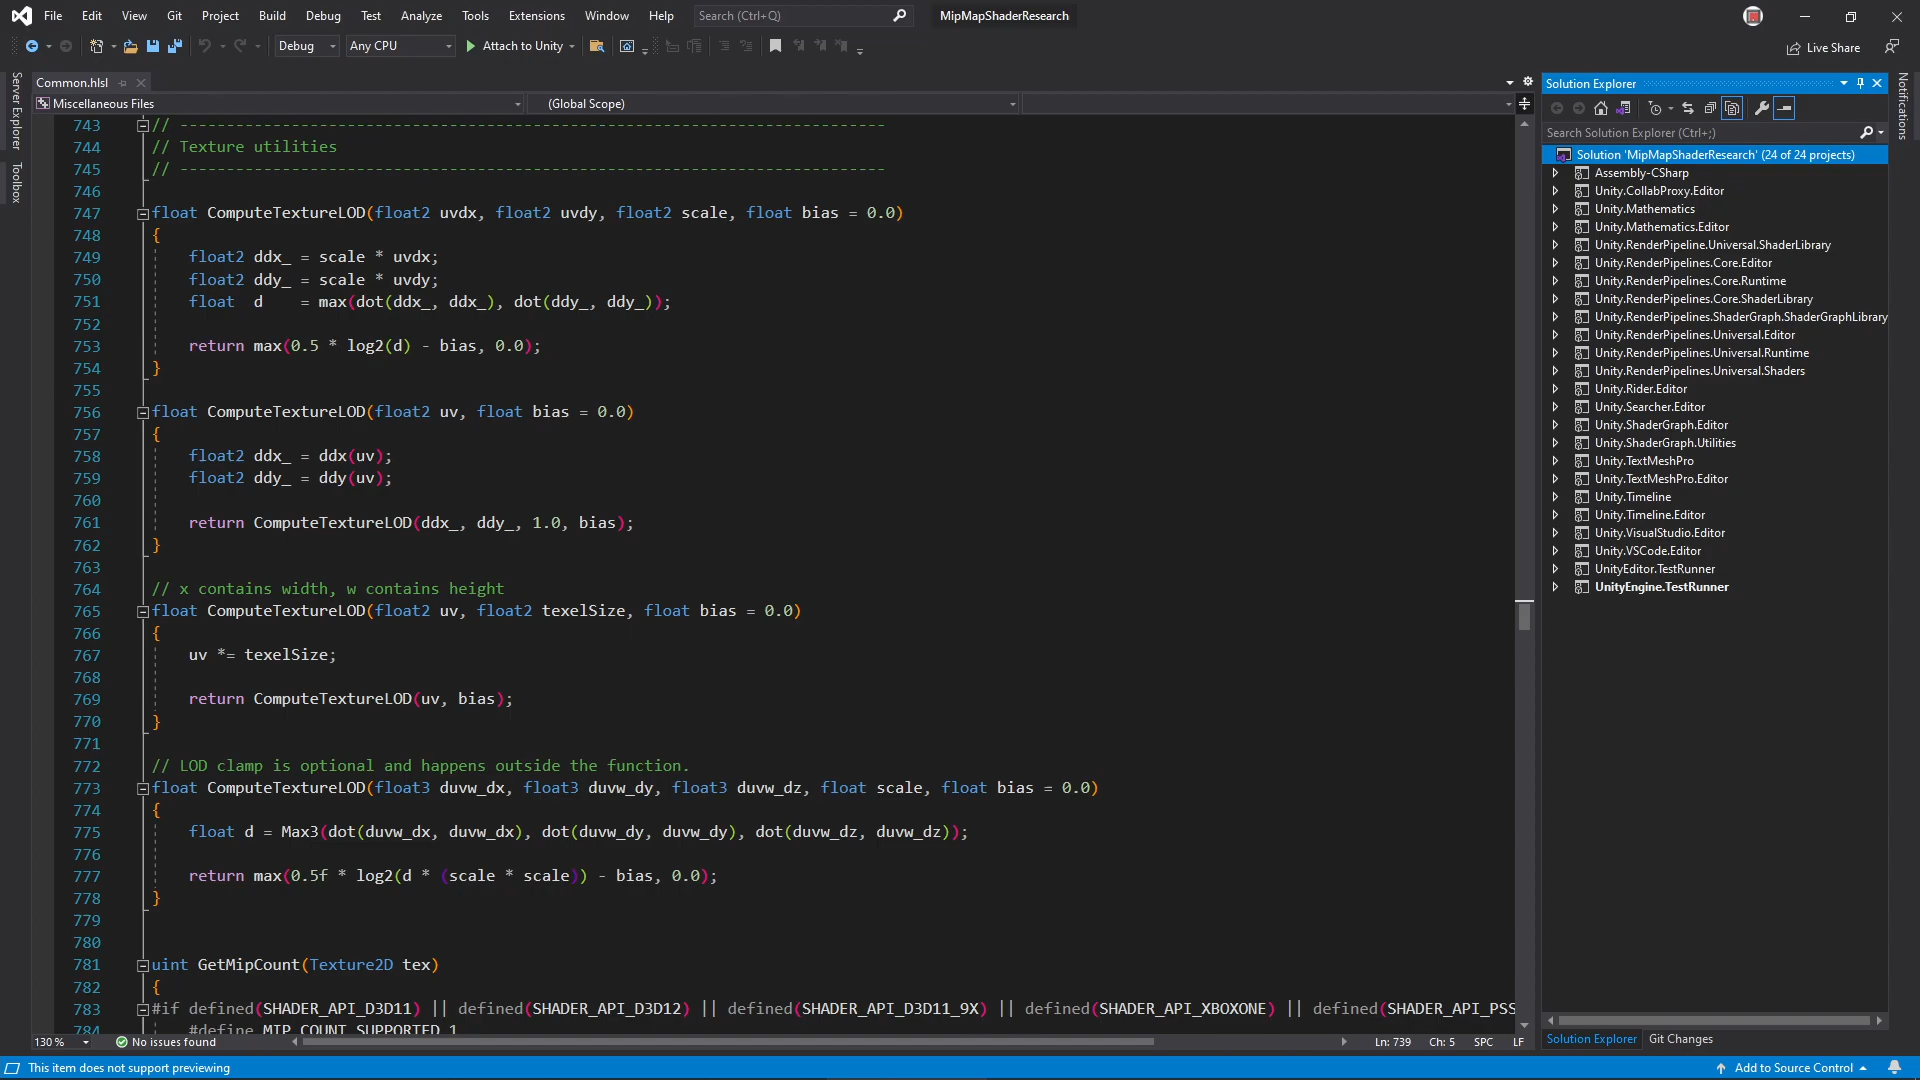 File Edit View Git Project Build Debug Test Analyze Tools Extensions Window Help Search (Ctrl+Q) MipMapShaderResearch
Debug Any CPU Attach to Unity Live Share
Server Explorer
Toolbox
Common.hlsl
Miscellaneous Files (Global Scope)
743 // ----------------------------------------------------------------------------
744 // Texture utilities
745 // ----------------------------------------------------------------------------
746
747 float ComputeTextureLOD(float2 uvdx, float2 uvdy, float2 scale, float bias = 0.0)
748 {
749 float2 ddx_ = scale * uvdx;
750 float2 ddy_ = scale * uvdy;
751 float d = max(dot(ddx_, ddx_), dot(ddy_, ddy_));
752
753 return max(0.5 * log2(d) - bias, 0.0);
754 }
755
756 float ComputeTextureLOD(float2 uv, float bias = 0.0)
757 {
758 float2 ddx_ = ddx(uv);
759 float2 ddy_ = ddy(uv);
760
761 return ComputeTextureLOD(ddx_, ddy_, 1.0, bias);
762 }
763
764 // x contains width, w contains height
765 float ComputeTextureLOD(float2 uv, float2 texelSize, float bias = 0.0)
766 {
767 uv *= texelSize;
768
769 return ComputeTextureLOD(uv, bias);
770 }
771
772 // LOD clamp is optional and happens outside the function.
773 float ComputeTextureLOD(float3 duvw_dx, float3 duvw_dy, float3 duvw_dz, float scale, float bias = 0.0)
774 {
775 float d = Max3(dot(duvw_dx, duvw_dx), dot(duvw_dy, duvw_dy), dot(duvw_dz, duvw_dz));
776
777 return max(0.5f * log2(d * (scale * scale)) - bias, 0.0);
778 }
779
780
781 uint GetMipCount(Texture2D tex)
782 {
783 #if defined(SHADER_API_D3D11) || defined(SHADER_API_D3D12) || defined(SHADER_API_D3D11_9X) || defined(SHADER_API_XBOXONE) || defined(SHADER_API_PSS
784 #define MIP_COUNT_SUPPORTED 1
130 % No issues found Ln: 739 Ch: 5 SPC LF
Solution Explorer
Search Solution Explorer (Ctrl+;)
Solution 'MipMapShaderResearch' (24 of 24 projects)
Assembly-CSharp
Unity.CollabProxy.Editor
Unity.Mathematics
Unity.Mathematics.Editor
Unity.RenderPipeline.Universal.ShaderLibrary
Unity.RenderPipelines.Core.Editor
Unity.RenderPipelines.Core.Runtime
Unity.RenderPipelines.Core.ShaderLibrary
Unity.RenderPipelines.ShaderGraph.ShaderGraphLibrary
Unity.RenderPipelines.Universal.Editor
Unity.RenderPipelines.Universal.Runtime
Unity.RenderPipelines.Universal.Shaders
Unity.Rider.Editor
Unity.Searcher.Editor
Unity.ShaderGraph.Editor
Unity.ShaderGraph.Utilities
Unity.TextMeshPro
Unity.TextMeshPro.Editor
Unity.Timeline
Unity.Timeline.Editor
Unity.VisualStudio.Editor
Unity.VSCode.Editor
UnityEditor.TestRunner
UnityEngine.TestRunner
Solution Explorer Git Changes
Notifications
This item does not support previewing Add to Source Control